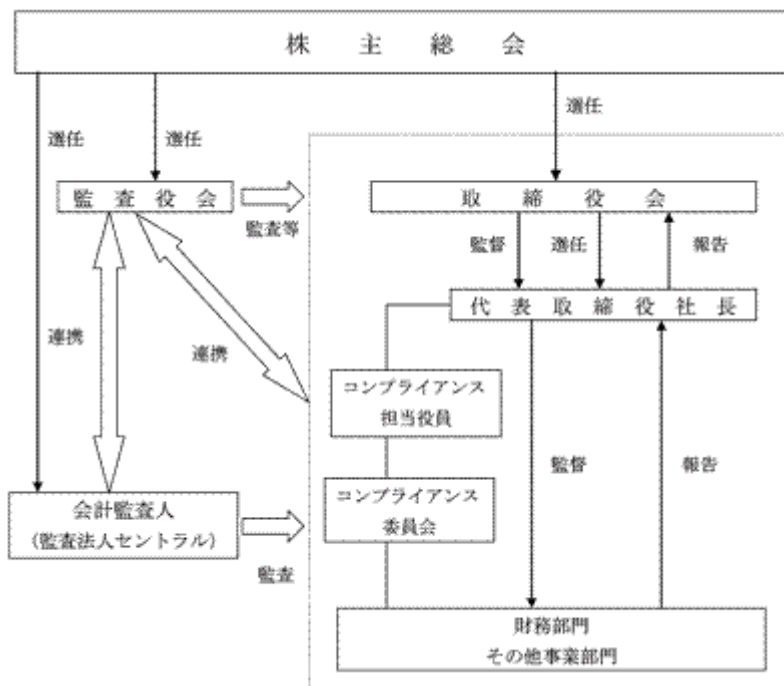 株主総会
選任
選任
選任
監査役会
監査等
取締役会
監督
選任
報告
代表取締役社長
連携
連携
コンプライアンス
担当役員
監督
報告
コンプライアンス
委員会
会計監査人
（監査法人セントラル）
監査
財務部門
その他事業部門